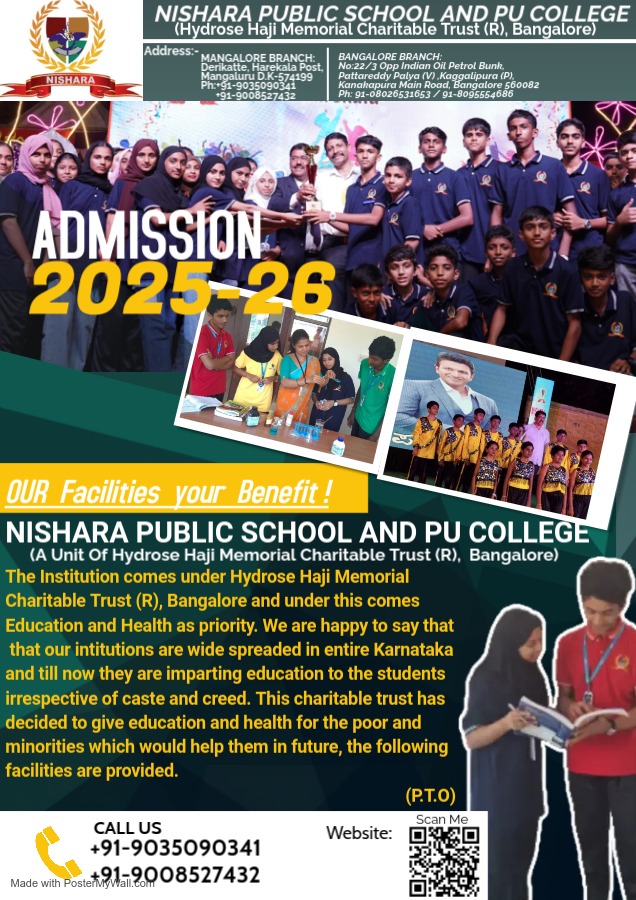 NISHARA PUBLIC SCHOOL AND PU COLLEGE
(Hydrose Haji Memorial Charitable Trust (R), Bangalore)
NISHARA
Address:-
MANGALORE BRANCH:
Derikatte, Harekala Post,
Mangaluru D.K-574199
Ph:+91-9035090341
+91-9008527432
BANGALORE BRANCH:
No:22/3 Opp Indian Oil Petrol Bunk,
Pattareddy Palya (V) ,Kaggalipura (P),
Kanakapura Main Road, Bangalore 560082
Ph: 91-08026531653 / 91-8095554686
ADMISSION
2025-26
OUR Facilities your Benefit!
NISHARA PUBLIC SCHOOL AND PU COLLEGE
(A Unit Of Hydrose Haji Memorial Charitable Trust (R), Bangalore)
The Institution comes under Hydrose Haji Memorial
Charitable Trust (R), Bangalore and under this comes
Education and Health as priority. We are happy to say that
that our intitutions are wide spreaded in entire Karnataka
and till now they are imparting education to the students
irrespective of caste and creed. This charitable trust has
decided to give education and health for the poor and
minorities which would help them in future, the following
facilities are provided.
(P.T.O)
CALL US
+91-9035090341
+91-9008527432
Website:
Scan Me
Made with PosterMyWall.com